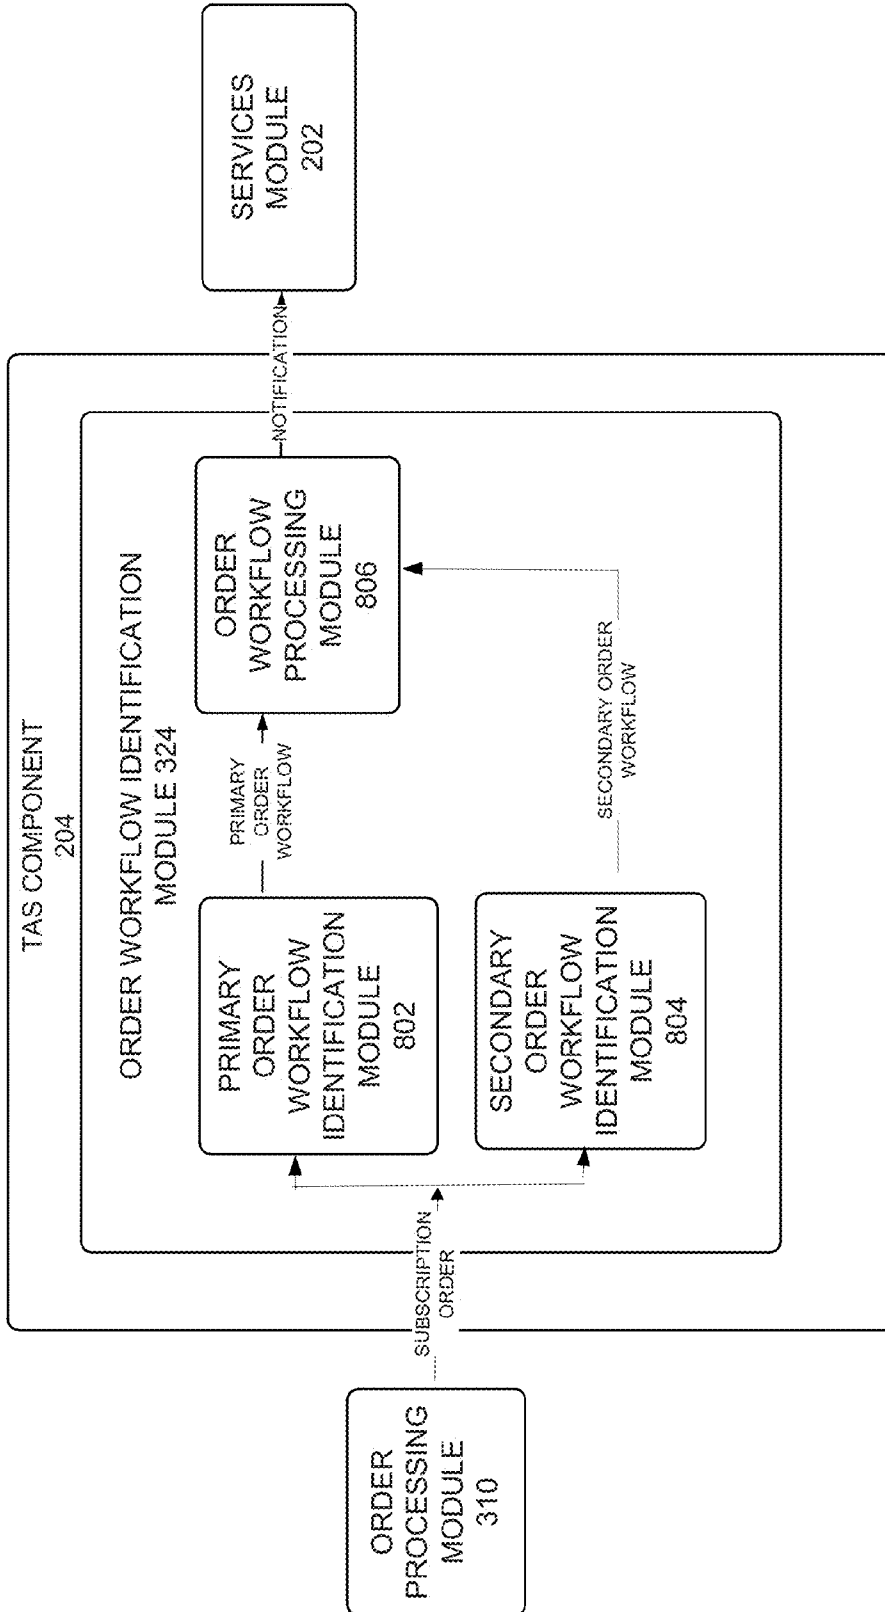 TAS COMPONENT
204
ORDER WORKFLOW IDENTIFICATION
MODULE 324
ORDER
PROCESSING
MODULE
310
SUBSCRIPTION
ORDER
PRIMARY
ORDER
WORKFLOW
IDENTIFICATION
MODULE
802
SECONDARY
ORDER
WORKFLOW
IDENTIFICATION
MODULE
804
PRIMARY
ORDER
WORKFLOW
SECONDARY ORDER
WORKFLOW
ORDER
WORKFLOW
PROCESSING
MODULE
806
NOTIFICATION
SERVICES
MODULE
202